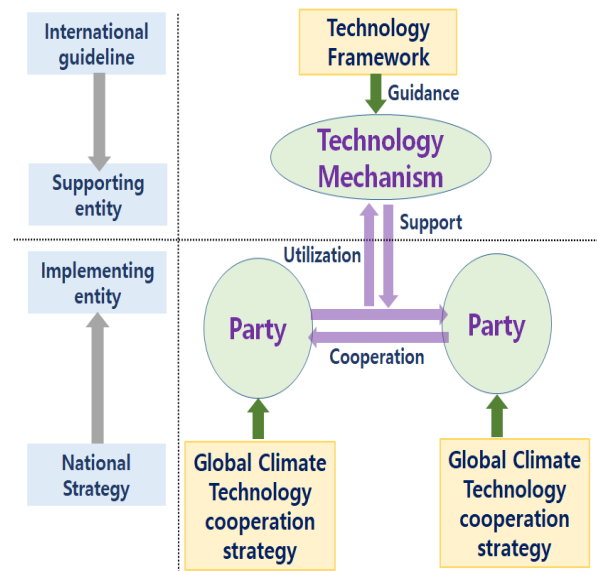 International
guideline
Technology
Framework
Guidance
Technology
Mechanism
Supporting
entity
Support
Utilization
Implementing
entity
Party
Party
Cooperation
National
Strategy
Global Climate
Technology
cooperation
strategy
Global Climate
Technology
cooperation
strategy